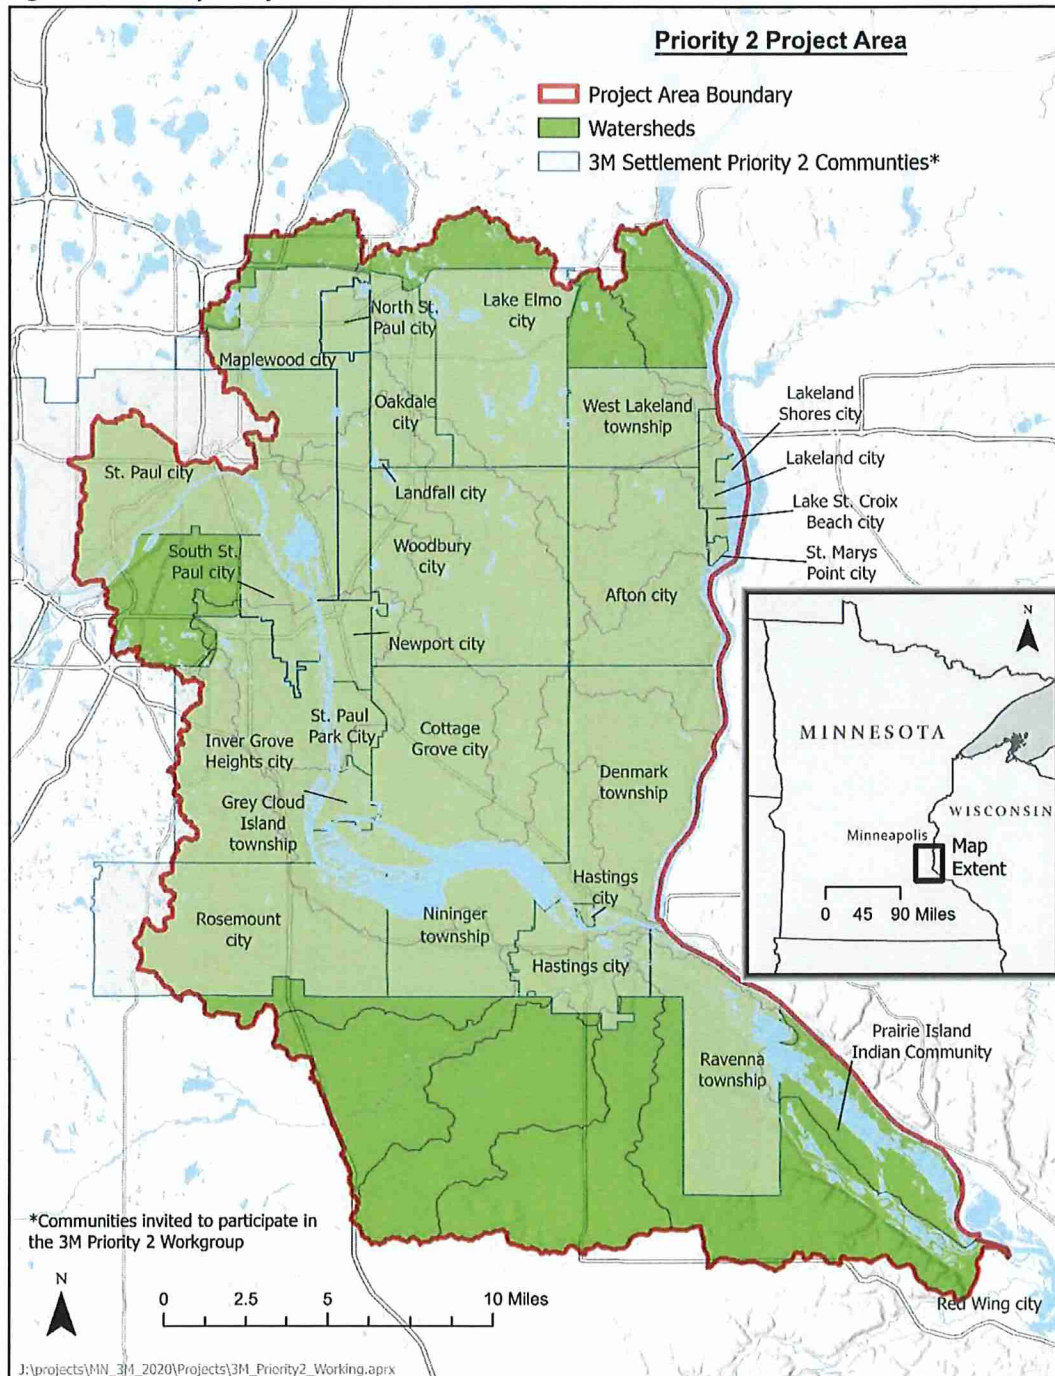 Priority 2 Project Area
Project Area Boundary
Watersheds
3M Settlement Priority 2 Communties*
North St.
Paul city
Lake Elmo
city
Maplewood city
Oakdale
city
West Lakeland
township
Lakeland
Shores city
Lakeland city
St. Paul city
Landfall city
Lake St. Croix
Beach city
South St.
Paul city
Woodbury
city
St. Marys
Point city
Afton city
Newport city
St. Paul
Park City
Inver Grove
Heights city
Cottage
Grove city
Denmark
township
Grey Cloud
Island
township
Hastings
city
Rosemount
city
Nininger
township
Hastings city
Ravenna
township
Prairie Island
Indian Community
Red Wing city
N
MINNESOTA
WISCONSIN
Minneapolis
Map
Extent
0 45 90 Miles
*Communities invited to participate in
the 3M Priority 2 Workgroup
N
0 2.5 5 10 Miles
J:\projects\MN_3M_2020\Projects\3M_Priority2_Working.aprx